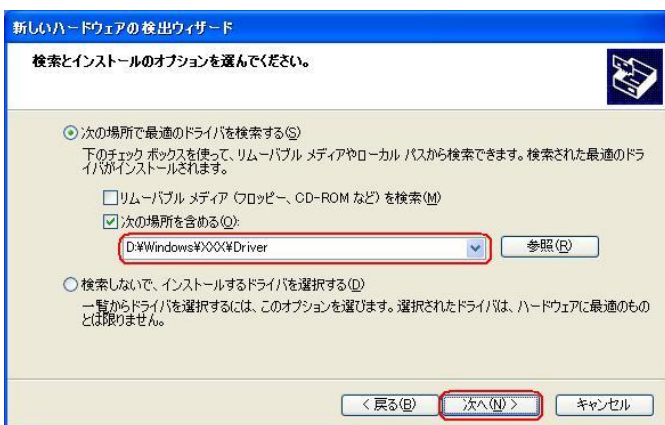 新しいハードウェアの検出ウィザード
検索とインストールのオプションを選んでください。
次の場所で最適のドライバを検索する(S)
下のチェック ボックスを使って、リムーバブル メディアやローカル パスから検索できます。検索された最適のドラ
イバがインストールされます。
リムーバブル メディア (フロッピー、CD-ROM など) を検索(M)
次の場所を含める(O):
D:¥Windows¥XXX¥Driver
参照(R)
検索しないで、インストールするドライバを選択する(D)
一覧からドライバを選択するには、このオプションを選びます。選択されたドライバは、ハードウェアに最適のもの
とは限りません。
< 戻る(B)
次へ(N) >
キャンセル